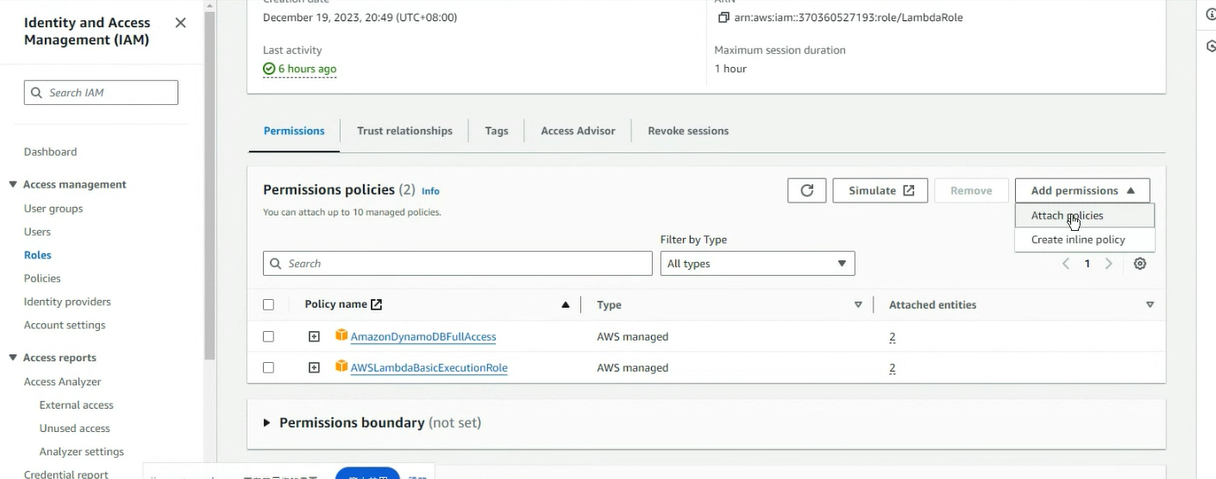 Identity and Access Management (IAM)
Search IAM
Dashboard
Access management
User groups
Users
Roles
Policies
Identity providers
Account settings
Access reports
Access Analyzer
External access
Unused access
Analyzer settings
Credential report
December 19, 2023, 20:49 (UTC+08:00)
Last activity
6 hours ago
ARN
arn:aws:iam::370360527193:role/LambdaRole
Maximum session duration
1 hour
Permissions Trust relationships Tags Access Advisor Revoke sessions
Permissions policies (2) Info
You can attach up to 10 managed policies.
Simulate Remove Add permissions
Attach policies
Create inline policy
Filter by Type
Search All types 1
Policy name Type Attached entities
AmazonDynamoDBFullAccess AWS managed 2
AWSLambdaBasicExecutionRole AWS managed 2
Permissions boundary (not set)